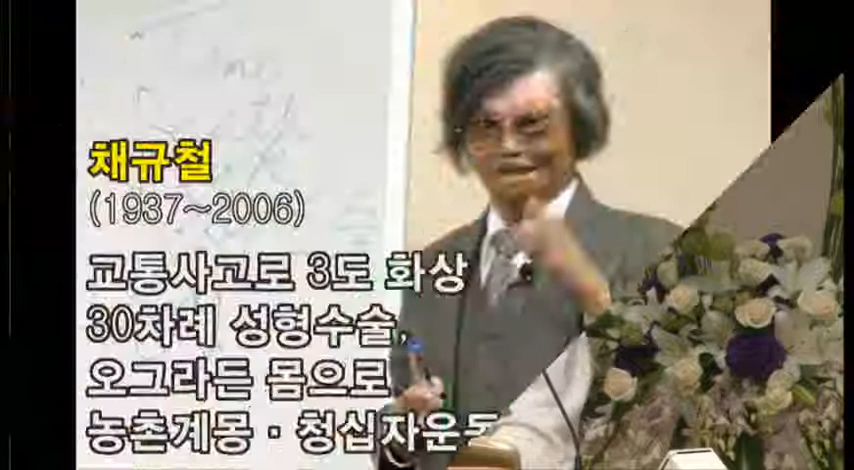 채규철
(1937~2006)
교통사고로 3도 화상
30차례 성형수술,
오그라든 몸으로
농촌계몽 · 청십자운동